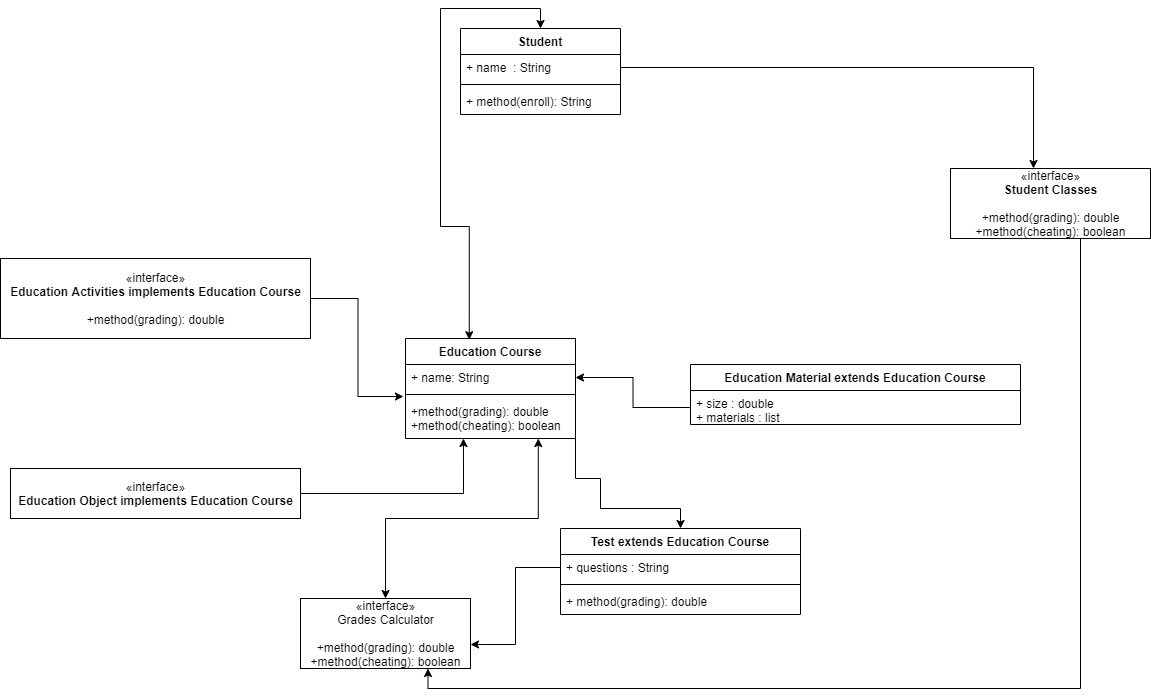 Student
+ name : String
+ method(enroll): String
«interface»
Student Classes
+method(grading): double
+method(cheating): boolean
«interface»
Education Activities implements Education Course
+method(grading): double
Education Course
+ name: String
+method(grading): double
+method(cheating): boolean
Education Material extends Education Course
+ size : double
+ materials : list
«interface»
Education Object implements Education Course
Test extends Education Course
+ questions : String
+ method(grading): double
«interface»
Grades Calculator
+method(grading): double
+method(cheating): boolean